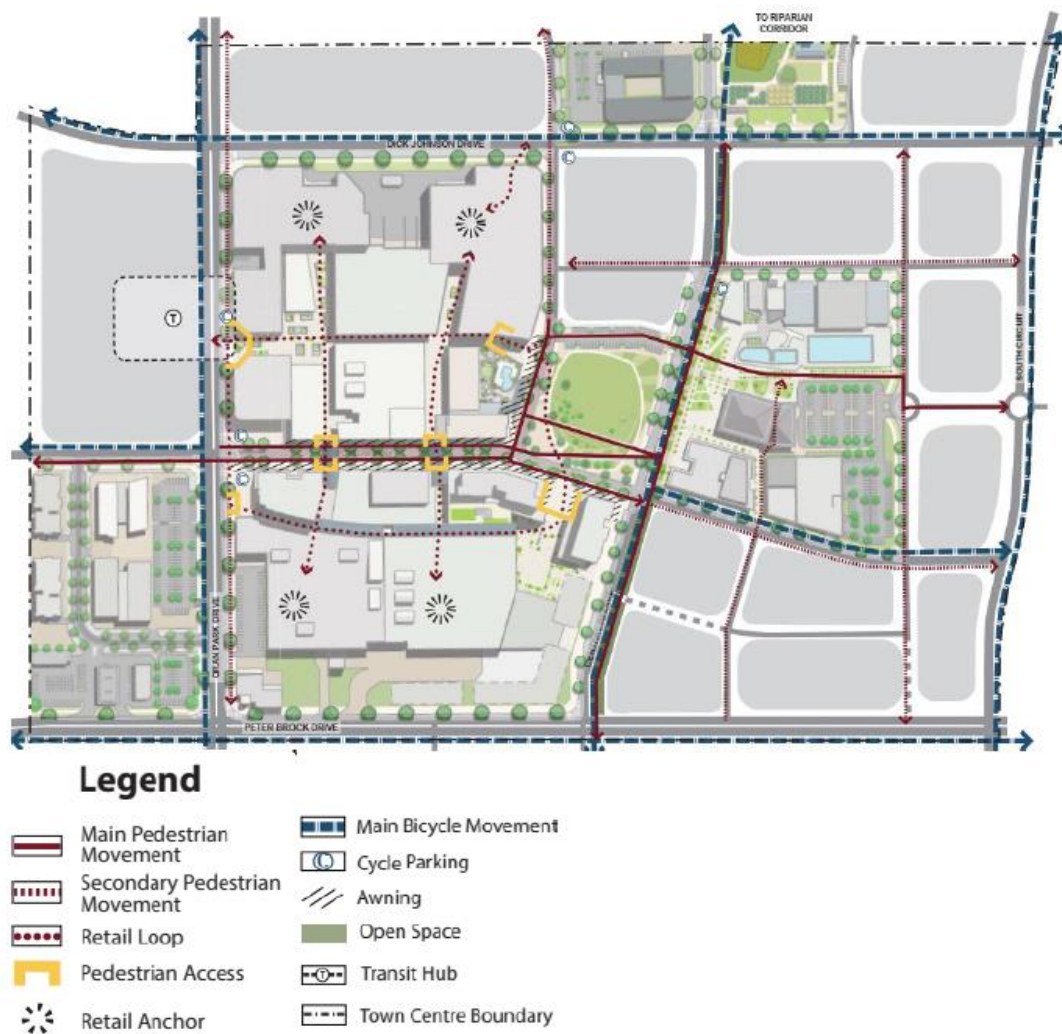 TO RIPARIAN
CORRIDOR
DICK JOHNSON DRIVE
T
SOUTH CIRCUIT
DEAN PARK DRIVE
PETER BROCK DRIVE
Legend
Main Pedestrian
Movement
Secondary Pedestrian
Movement
Retail Loop
Pedestrian Access
Retail Anchor
Main Bicycle Movement
Cycle Parking
Awning
Open Space
T
Transit Hub
Town Centre Boundary